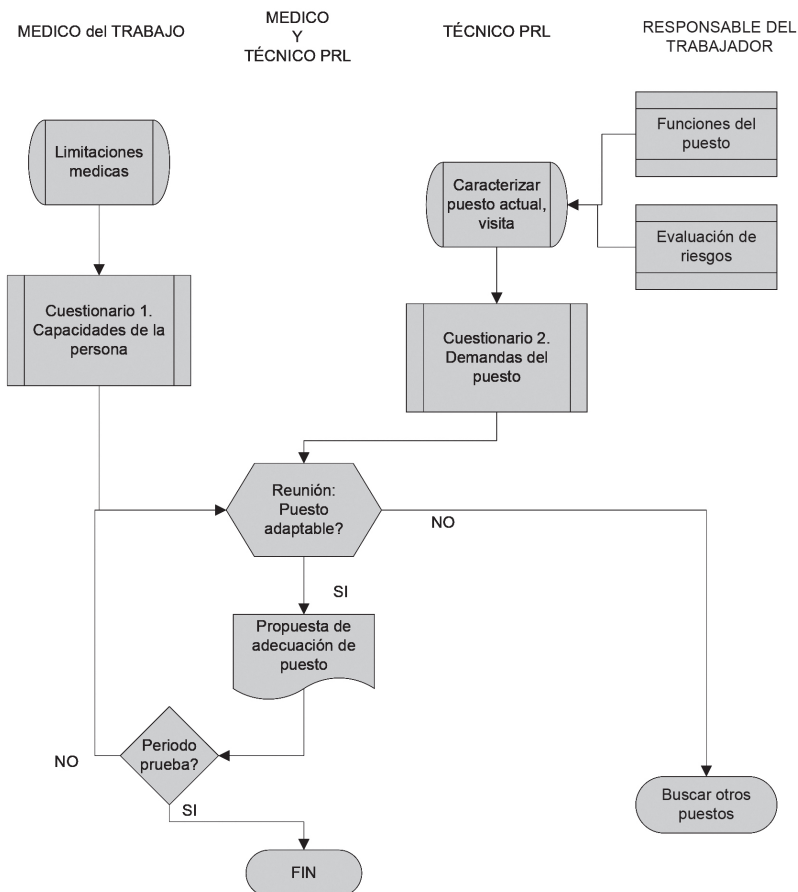 MEDICO del TRABAJO
MEDICO
Y
TÉCNICO PRL
TÉCNICO PRL
RESPONSABLE DEL
TRABAJADOR
Limitaciones
medicas
Caracterizar
puesto actual,
visita
Funciones del
puesto
Evaluación de
riesgos
Cuestionario 1.
Capacidades de la
persona
Cuestionario 2.
Demandas del
puesto
Reunión:
Puesto
adaptable?
NO
SI
Propuesta de
adecuación de
puesto
Periodo
prueba?
NO
SI
Buscar otros
puestos
FIN